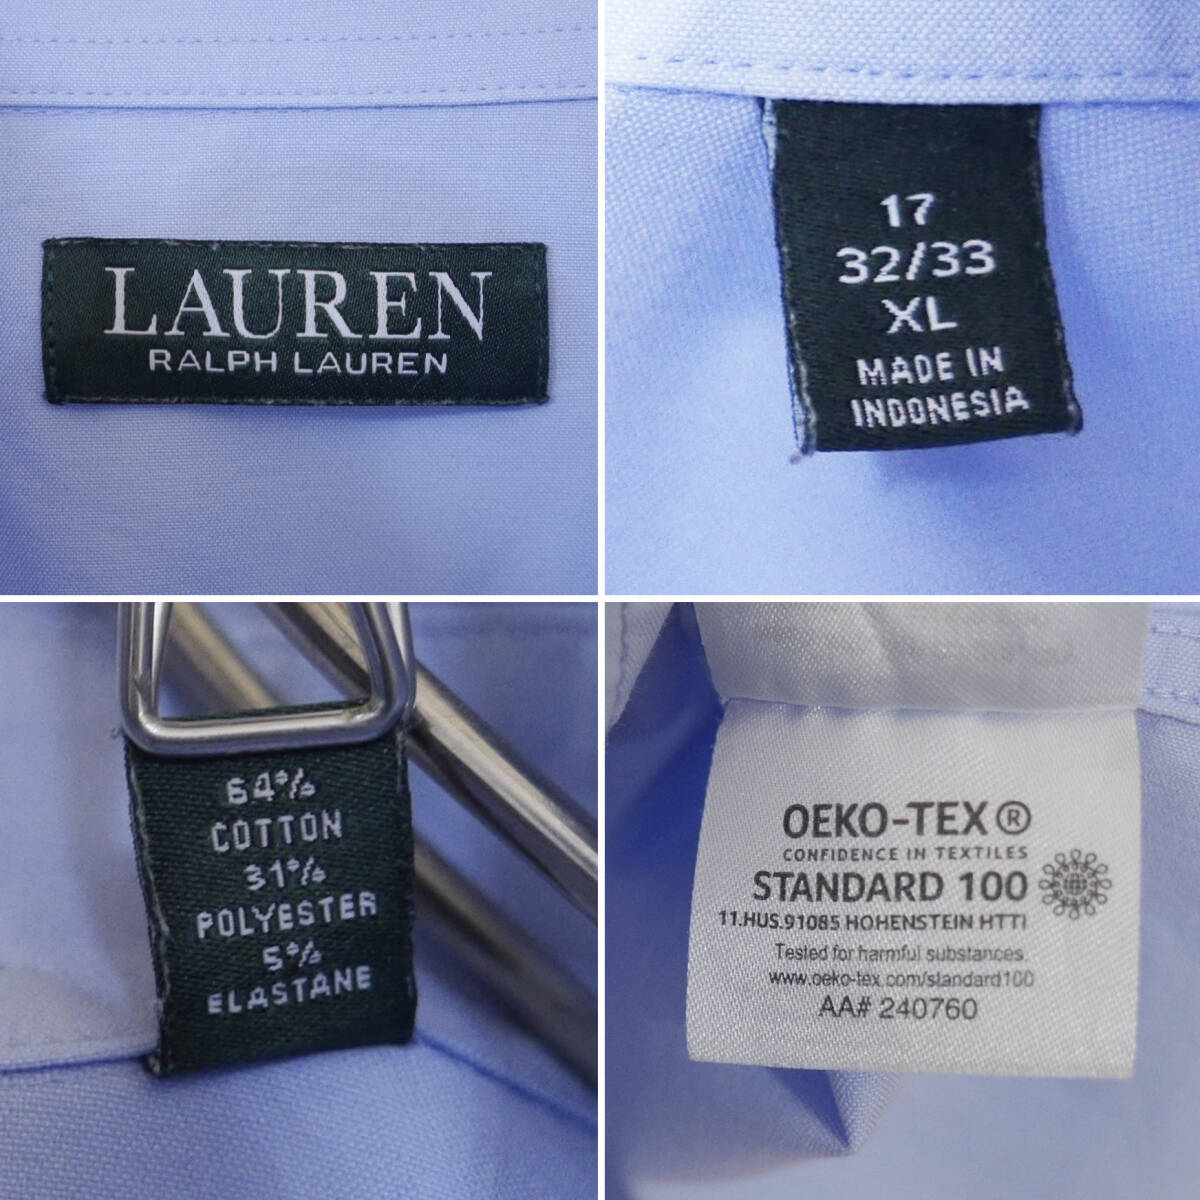 LAUREN
RALPH LAUREN
17
32/33
XL
MADE IN
INDONESIA
64%
COTTON
31%
POLYESTER
5%
ELASTANE
OEKO-TEX®
CONFIDENCE IN TEXTILES
STANDARD 100
11.HUS.91085 HOHENSTEIN HTTI
Tested for harmful substances.
www.oeko-tex.com/standard100
AA# 240760